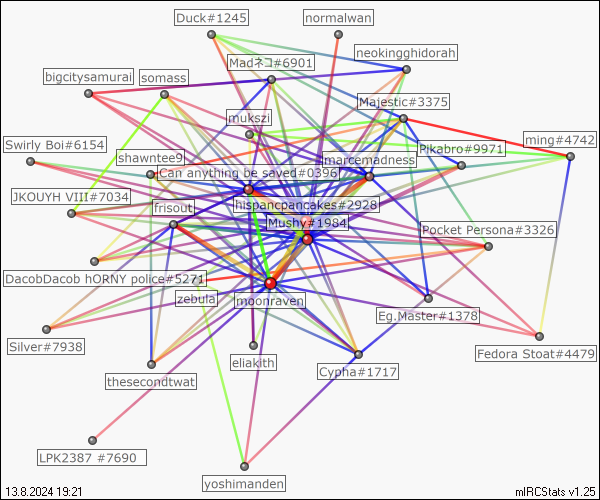 Duck#1245
normalwan
neokingghidorah
Madネコ#6901
bigcitysamurai
somass
Majestic#3375
mukszi
ming#4742
Swirly Boi#6154
Pikabro#9971
shawntee9
marcemadness
Can anything be saved#0396
JKOUYH VIII#7034
hispancpancakes#2928
frisout
Mushy#1984
Pocket Persona#3326
DacobDacob hORNY police#5271
zebula
moonraven
Eg.Master#1378
Silver#7938
Fedora Stoat#4479
eliakith
Cypha#1717
thesecondtwat
LPK2387 #7690
yoshimanden
13.8.2024 19:21
mIRCStats v1.25